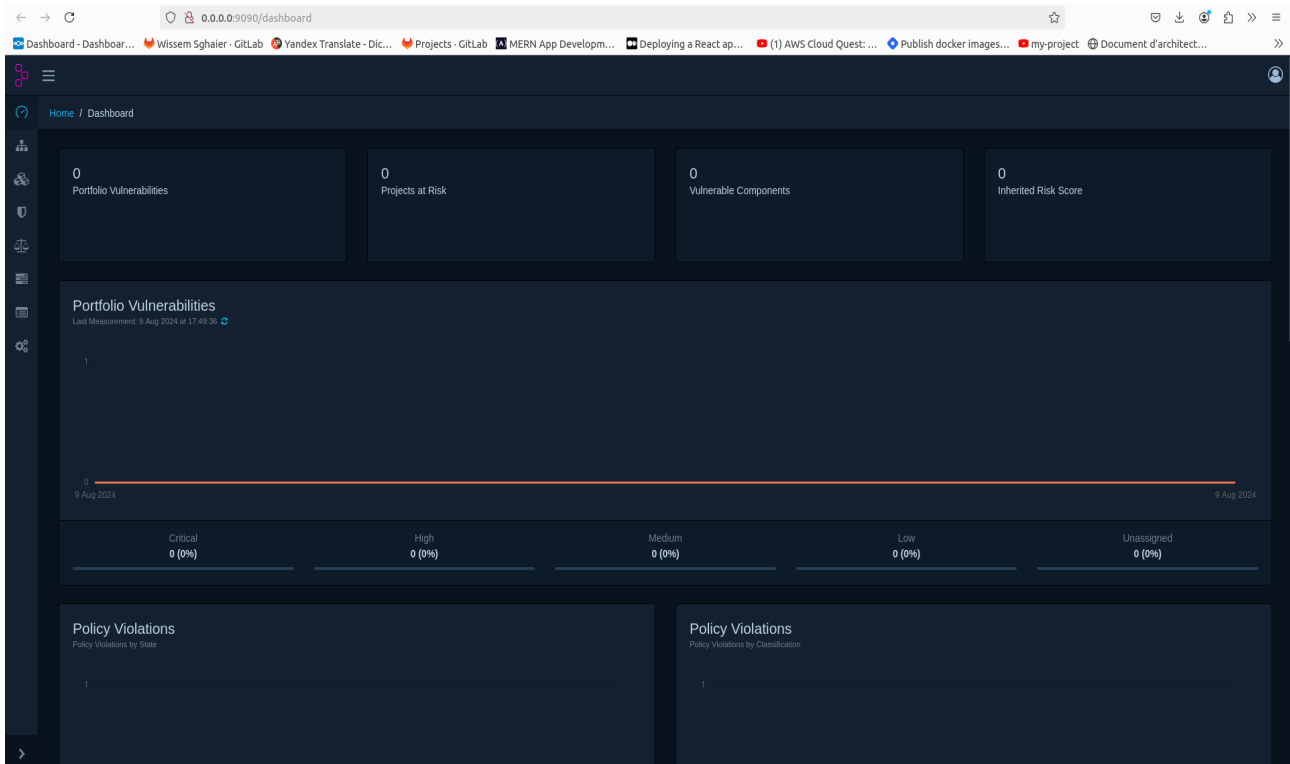 0.0.0.0:9090/dashboard
Dashboard - Dashboar... Wissem Sghaier · GitLab Yandex Translate - Dic... Projects · GitLab MERN App Developm... Deploying a React ap... (1) AWS Cloud Quest: ... Publish docker images... my-project Document d'architect...
Home / Dashboard
0 0 0 0
Portfolio Vulnerabilities Projects at Risk Vulnerable Components Inherited Risk Score
Portfolio Vulnerabilities
Last Measurement: 9 Aug 2024 at 17:49:36
1
0
9 Aug 2024 9 Aug 2024
Critical High Medium Low Unassigned
0 (0%) 0 (0%) 0 (0%) 0 (0%) 0 (0%)
Policy Violations Policy Violations
Policy Violations by State Policy Violations by Classification
1 1